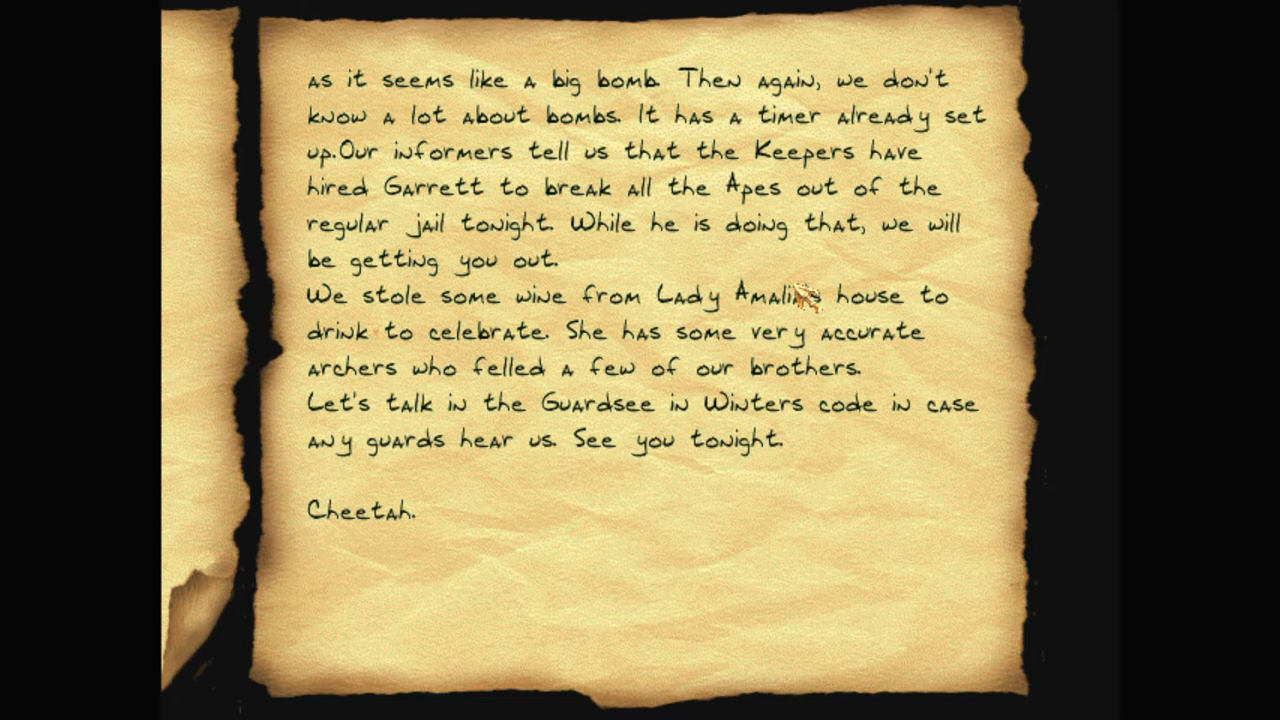 as it seems like a big bomb. Then again, we don't
know a lot about bombs. It has a timer already set
up.Our informers tell us that the Keepers have
hired Garrett to break all the Apes out of the
regular jail tonight. While he is doing that, we will
be getting you out.
We stole some wine from Lady house to
drink to celebrate. She has some very accurate
archers who felled a few of our brothers.
Let's talk in the Guardsee in Winters code in case
any guards hear us. See you tonight.
Cheetah.